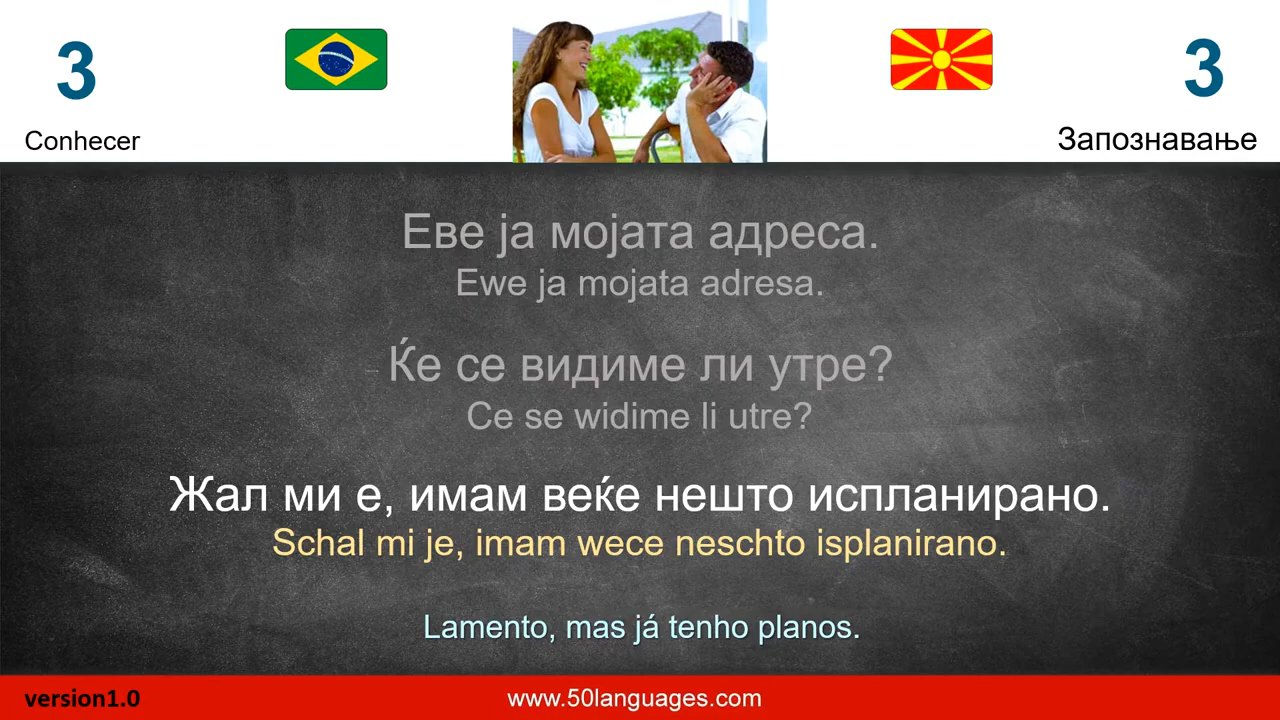 3
3
Conhecer
Запознавање
Еве ја мојата адреса.
Ewe ja mojata adresa.
Ќе се видиме ли утре?
Ce se widime li utre?
Жал ми е, имам веќе нешто испланирано.
Schal mi je, imam wece neschto isplanirano.
Lamento, mas já tenho planos.
version1.0
www.50languages.com